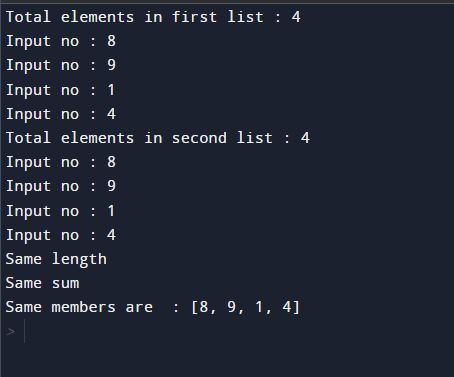 Total elements in first list : 4
Input no : 8
Input no : 9
Input no : 1
Input no : 4
Total elements in second list : 4
Input no : 8
Input no : 9
Input no : 1
Input no : 4
Same length
Same sum
Same members are  : [8, 9, 1, 4]
>